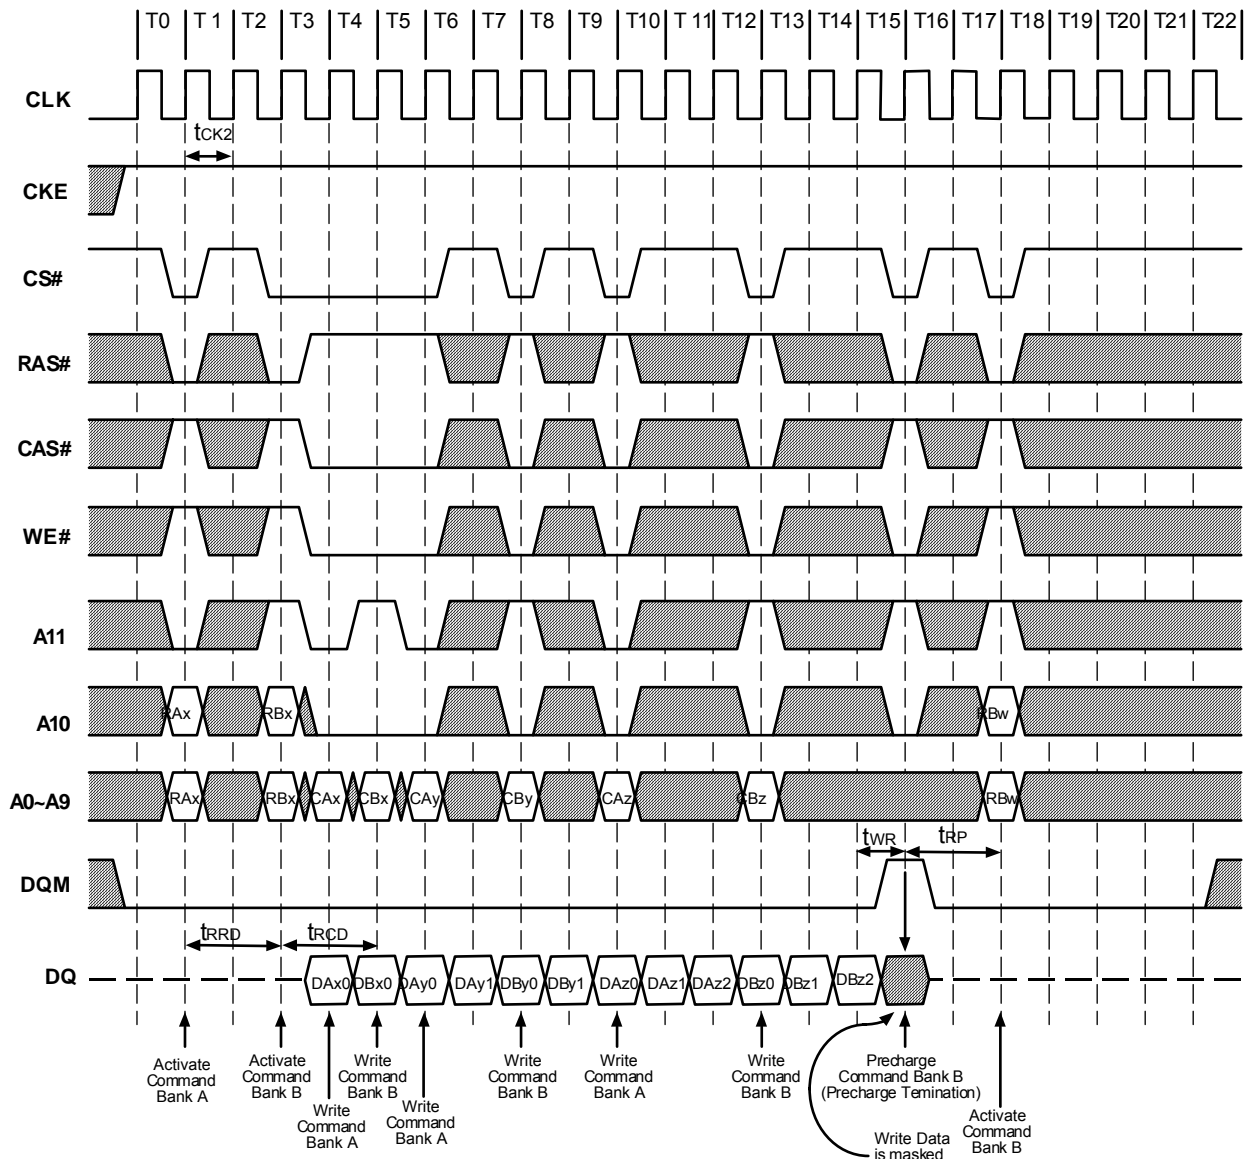 T0 T 1 T2 T3 T4 T5 T6 T7 T8 T9 T10 T 11 T12 T13 T14 T15 T16 T17 T18 T19 T20 T21 T22
CLK
tCK2
CKE
CS#
RAS#
CAS#
WE#
A11
A10
RAx RBx RBw
A0~A9
RAx RBx CAx CBx CAy CBy CAz CBz RBw
tWR tRP
DQM
tRRD tRCD
DQ
DAx0 DBx0 DAy0 DAy1 DBy0 DBy1 DAz0 DAz1 DAz2 DBz0 DBz1 DBz2
Activate
Command
Bank A
Activate
Command
Bank B
Write
Command
Bank A
Write
Command
Bank B
Write
Command
Bank A
Write
Command
Bank B
Write
Command
Bank A
Write
Command
Bank B
Precharge
Command Bank B
(Precharge Temination)
Write Data
is masked
Activate
Command
Bank B